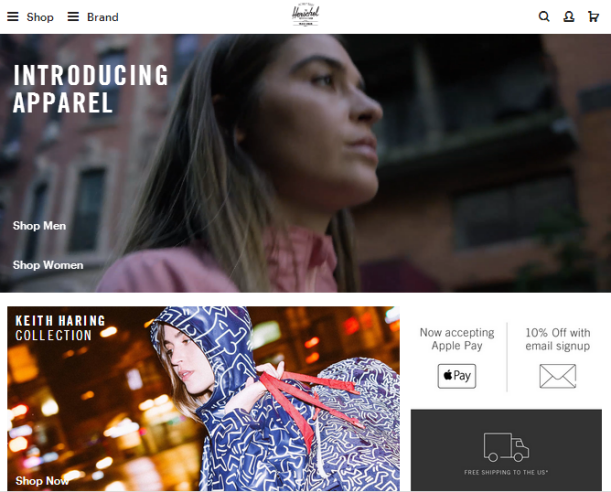 Shop
Brand
Herschel
INTRODUCING
APPAREL
Shop Men
Shop Women
KEITH HARING
COLLECTION
Shop Now
Now accepting
Apple Pay
Pay
10% Off with
email signup
FREE SHIPPING TO THE US*